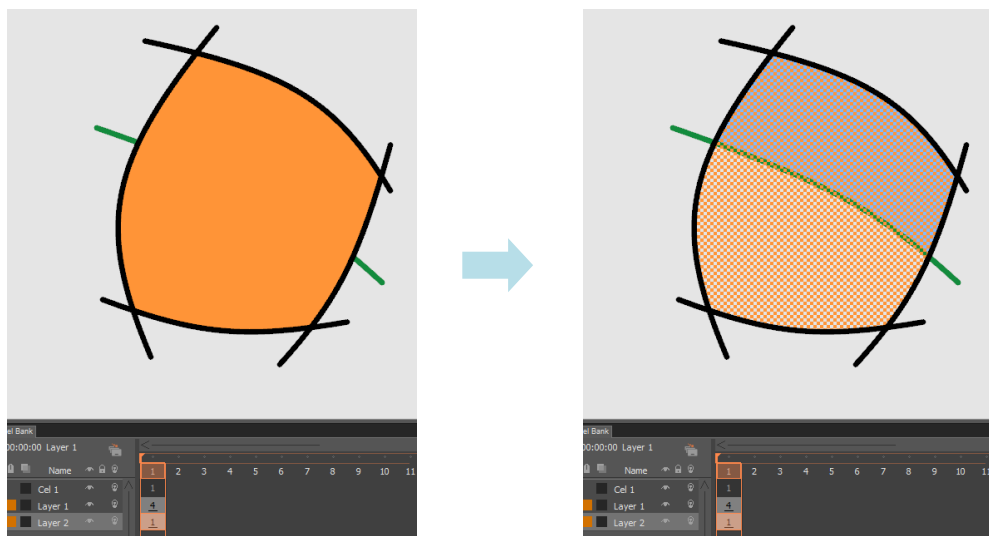 el Bank
00:00:00 Layer 1
Name 1 2 3 4 5 6 7 8 9 10 11
Cel 1 1
Layer 1 4
Layer 2 1
el Bank
0:00:00 Layer 1
Name 1 2 3 4 5 6 7 8 9 10 1
Cel 1 1
Layer 1 4
Layer 2 1